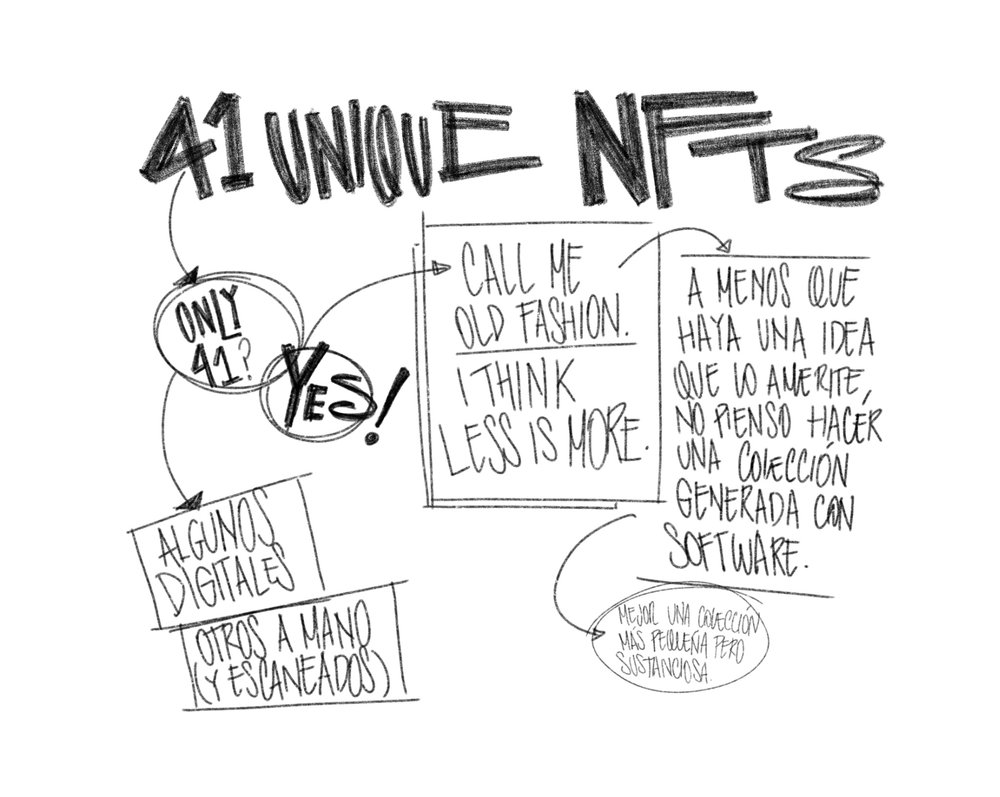 41 UNIQUE NFTS
ONLY
41?
YES!
CALL ME
OLD FASHION.
I THINK
LESS IS MORE.
A MENOS QUE
HAYA UNA IDEA
QUE LO AMERITE,
NO PIENSO HACER
UNA COLECCIÓN
GENERADA CON
SOFTWARE.
MEJOR UNA COLECCIÓN
MÁS PEQUEÑA PERO
SUSTANCIOSA.
ALGUNOS
DIGITALES
OTROS A MANO
(Y ESCANEADOS)